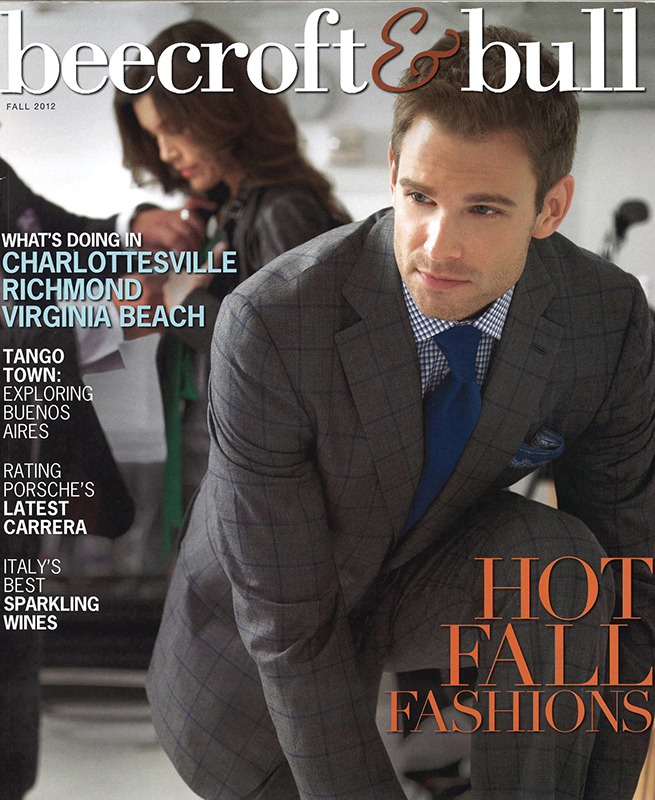 beecroft & bull
FALL 2012
WHAT'S DOING IN
CHARLOTTESVILLE
RICHMOND
VIRGINIA BEACH
TANGO
TOWN:
EXPLORING
BUENOS
AIRES
RATING
PORSCHE'S
LATEST
CARRERA
ITALY'S
BEST
SPARKLING
WINES
HOT
FALL
FASHIONS